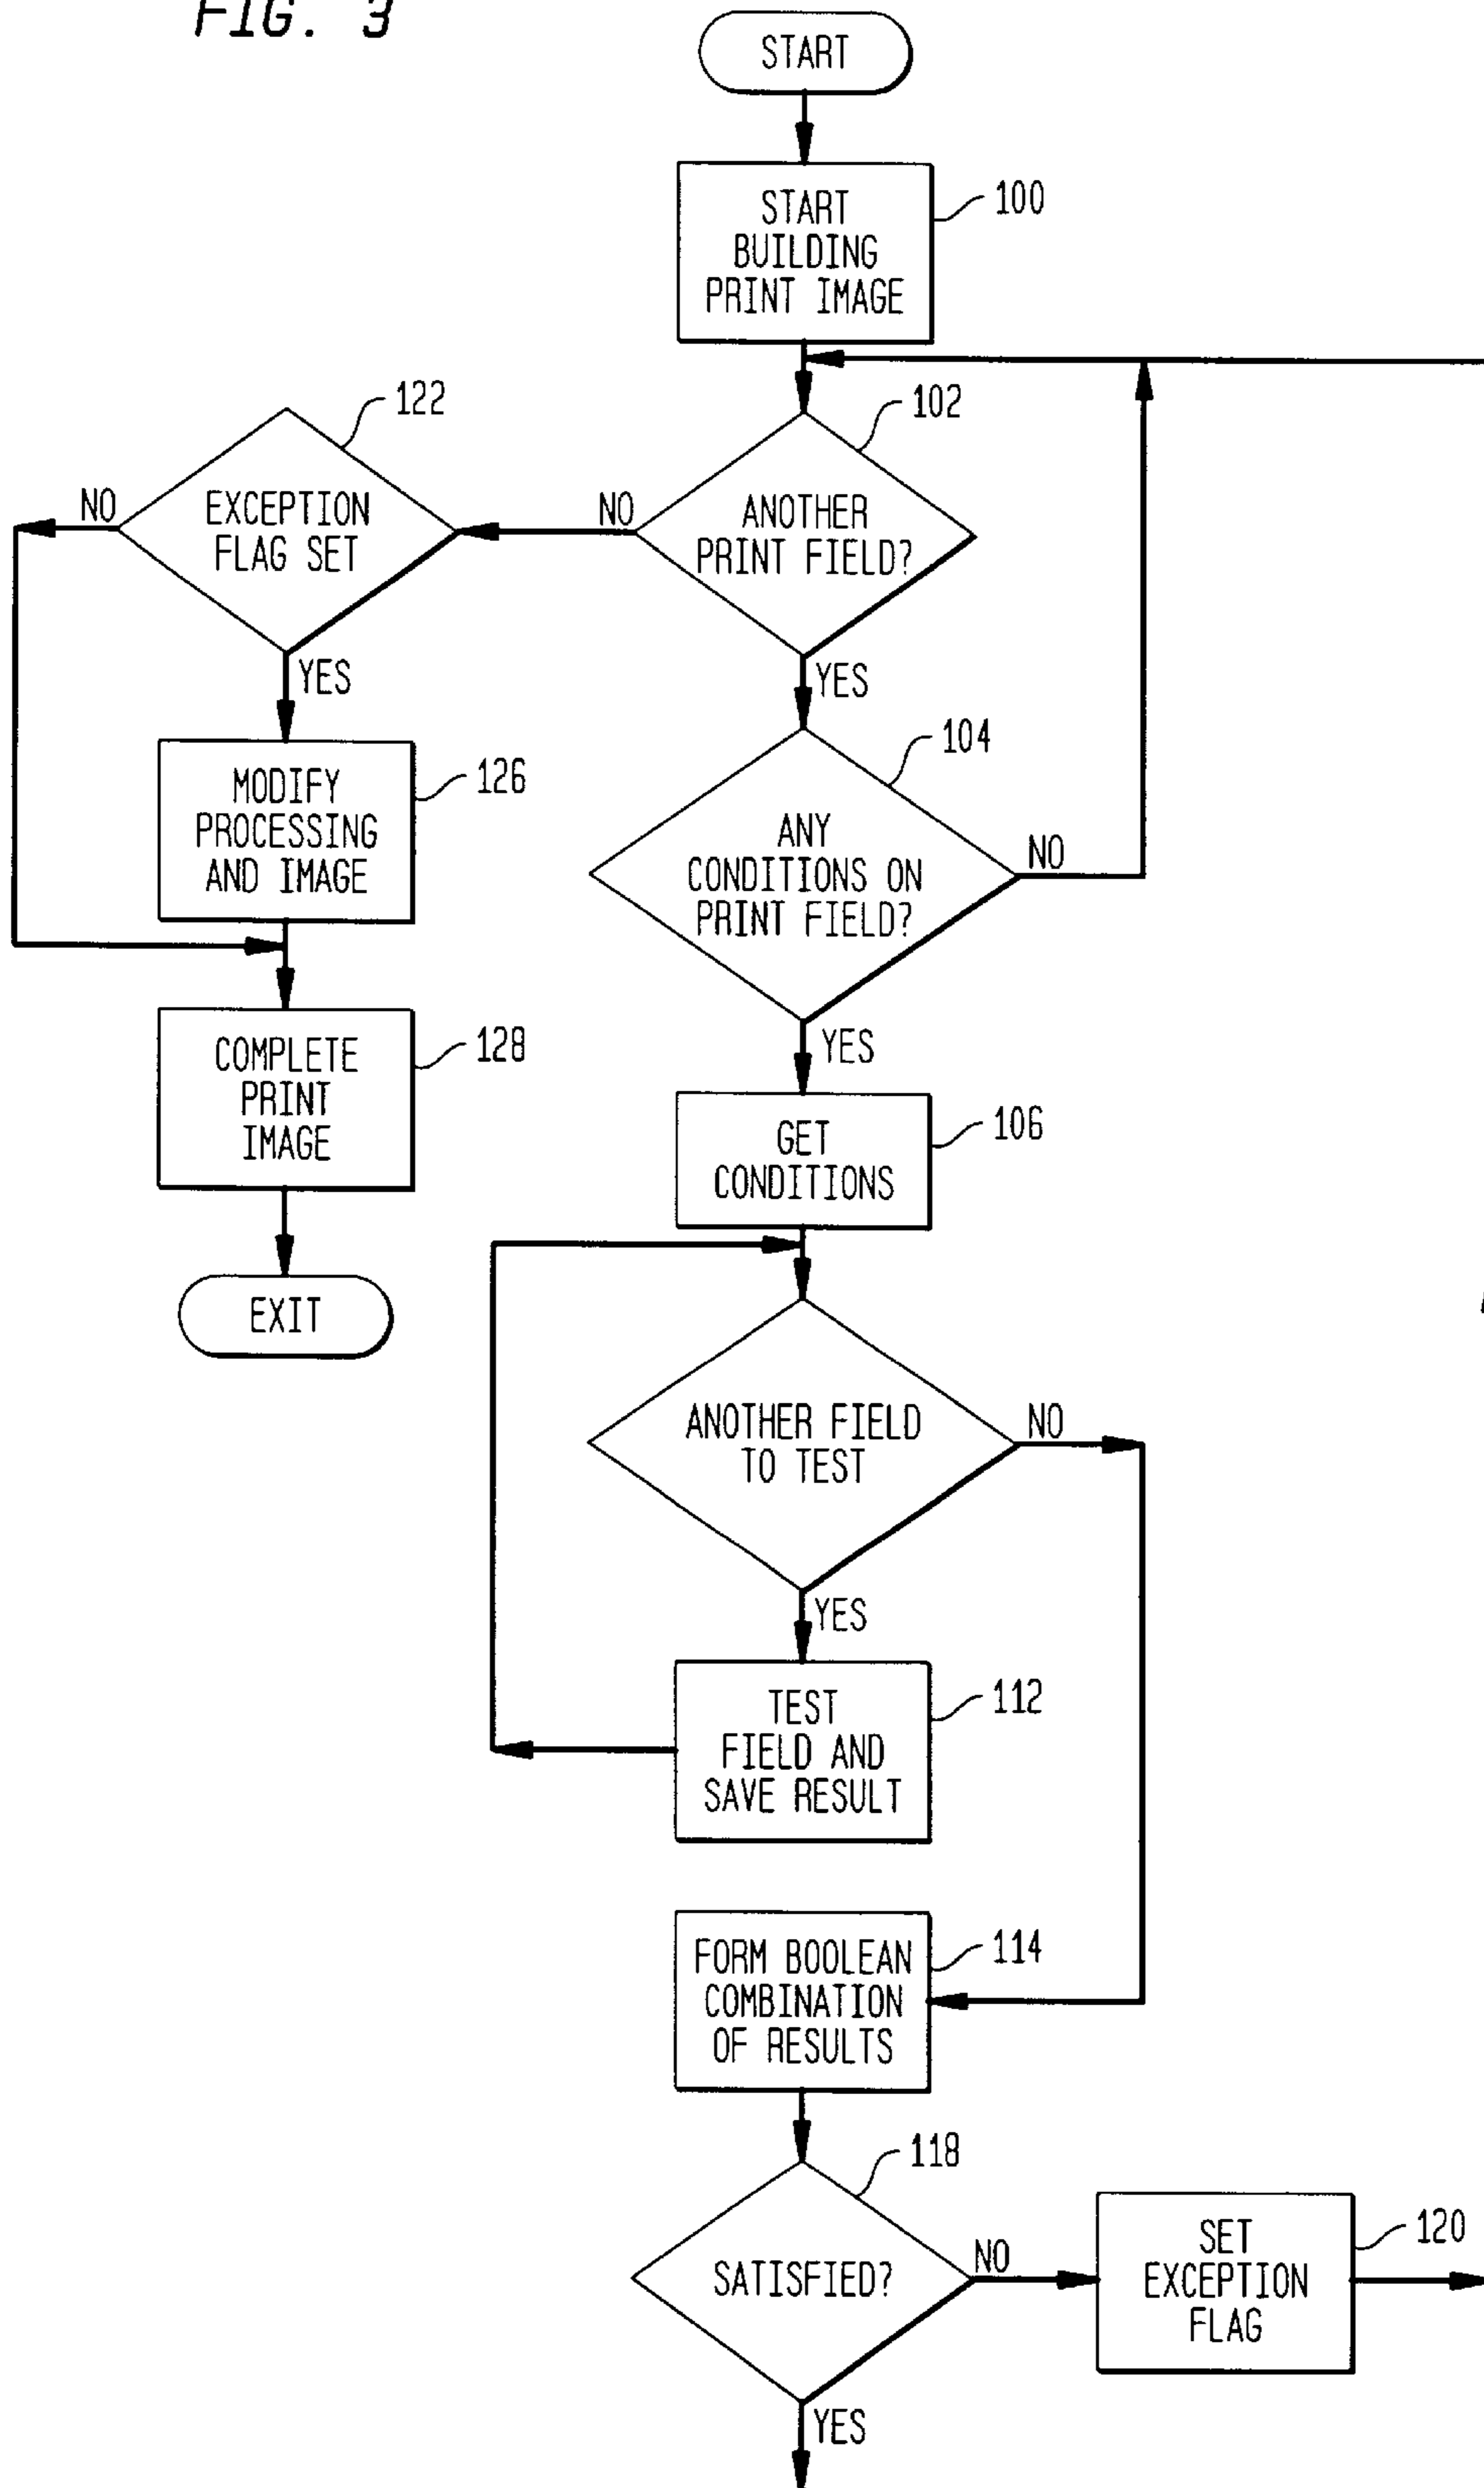 FIG. 3
START
START
BUILDING
PRINT IMAGE
100
102
ANOTHER
PRINT FIELD?
NO
YES
122
EXCEPTION
FLAG SET
NO
YES
126
MODIFY
PROCESSING
AND IMAGE
128
COMPLETE
PRINT
IMAGE
EXIT
104
ANY
CONDITIONS ON
PRINT FIELD?
NO
YES
106
GET
CONDITIONS
ANOTHER FIELD
TO TEST
NO
YES
112
TEST
FIELD AND
SAVE RESULT
114
FORM BOOLEAN
COMBINATION
OF RESULTS
118
SATISFIED?
NO
YES
120
SET
EXCEPTION
FLAG